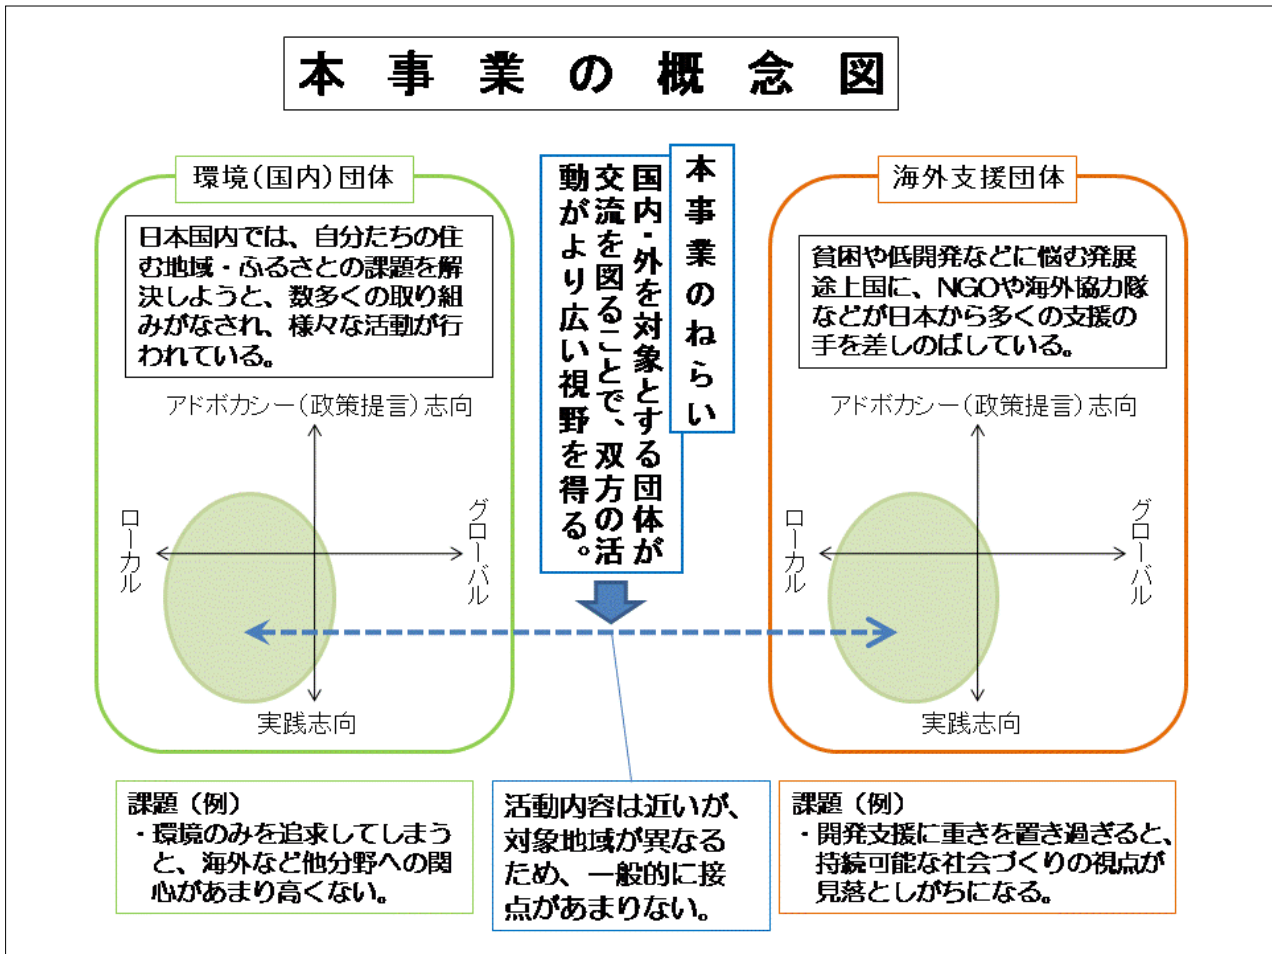 本事業の概念図
環境（国内）団体
日本国内では、自分たちの住
む地域・ふるさとの課題を解
決しようと、数多くの取り組
みがなされ、様々な活動が行
われている。
アドボカシー（政策提言）志向
ローカル
グローバル
実践志向
本事業のねらい
国内・外を対象とする団体が
交流を図ることで、双方の活
動がより広い視野を得る。
海外支援団体
貧困や低開発などに悩む発展
途上国に、NGOや海外協力隊
などが日本から多くの支援の
手を差しのばしている。
アドボカシー（政策提言）志向
ローカル
グローバル
実践志向
課題（例）
・環境のみを追求してしまう
と、海外など他分野への関
心があまり高くない。
活動内容は近いが、
対象地域が異なる
ため、一般的に接
点があまりない。
課題（例）
・開発支援に重きを置き過ぎると、
持続可能な社会づくりの視点が
見落としがちになる。